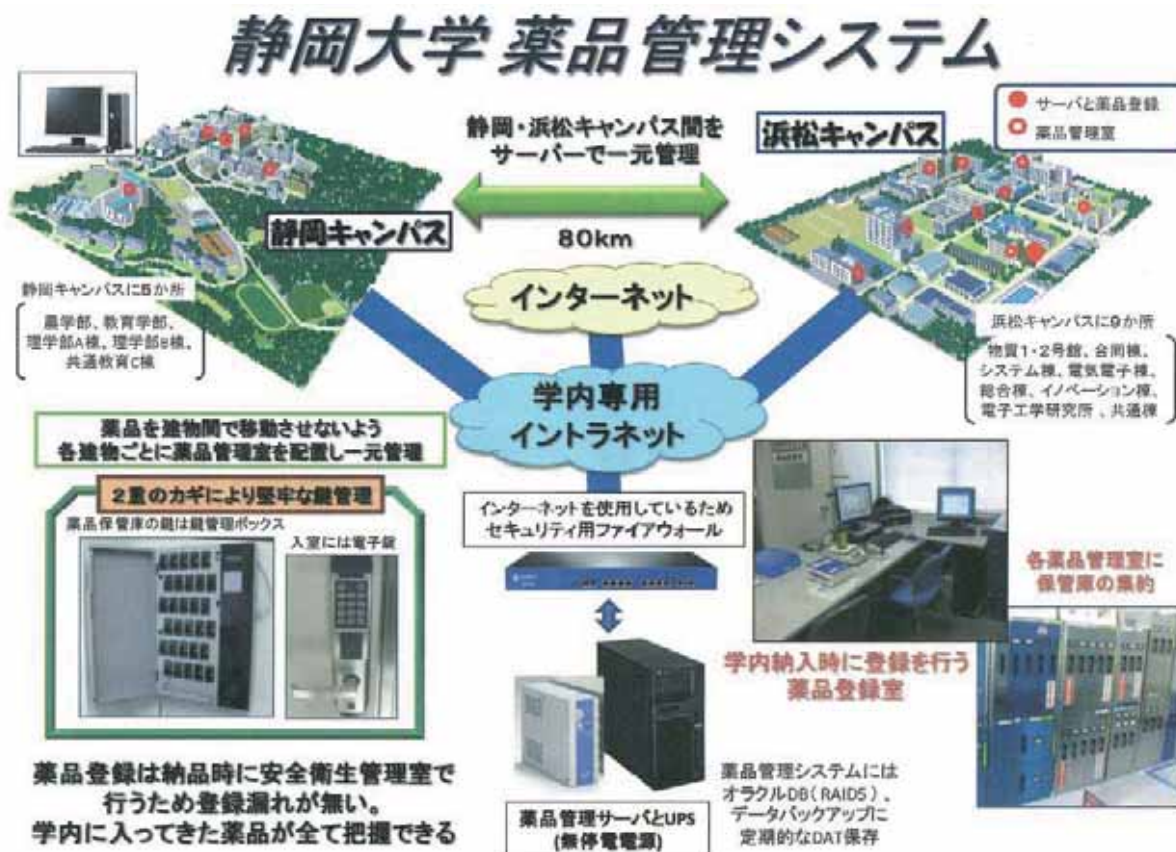 静岡大学 薬品管理システム
静岡・浜松キャンパス間を
サーバーで一元管理
80km
浜松キャンパス
サーバと薬品登録
薬品管理室
静岡キャンパス
静岡キャンパスに5か所
農学部、教育学部、
理学部A棟、理学部B棟、
共通教育C棟
インターネット
学内専用
イントラネット
浜松キャンパスに9か所
物質1・2号館、合同棟、
システム棟、電気電子棟、
総合棟、イノベーション棟、
電子工学研究所、共通棟
薬品を建物間で移動させないよう
各建物ごとに薬品管理室を配置し一元管理
2重のカギにより堅牢な鍵管理
薬品保管庫の鍵は鍵管理ボックス
入室には電子錠
インターネットを使用しているため
セキュリティ用ファイアウォール
各薬品管理室に
保管庫の集約
学内納入時に登録を行う
薬品登録室
薬品登録は納品時に安全衛生管理室で
行うため登録漏れが無い。
学内に入ってきた薬品が全て把握できる
薬品管理サーバとUPS
(無停電電源)
薬品管理システムには
オラクルDB(RAID5)、
データバックアップに
定期的なDAT保存